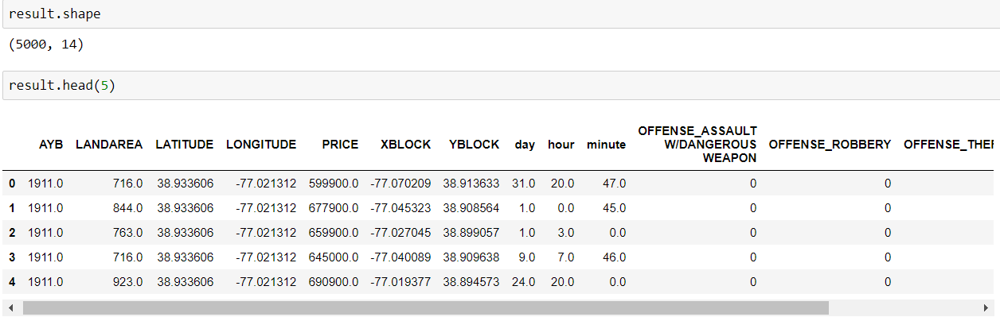 result.shape
(5000, 14)
result.head(5)
OFFENSE_ASSAULT
AYB LANDAREA LATITUDE LONGITUDE PRICE XBLOCK YBLOCK day hour minute W/DANGEROUS OFFENSE_ROBBERY OFFENSE_THEF
WEAPON
0 1911.0 716.0 38.933606 -77.021312 599900.0 -77.070209 38.913633 31.0 20.0 47.0 0 0
1 1911.0 844.0 38.933606 -77.021312 677900.0 -77.045323 38.908564 1.0 0.0 45.0 0 0
2 1911.0 763.0 38.933606 -77.021312 659900.0 -77.027045 38.899057 1.0 3.0 0.0 0 0
3 1911.0 716.0 38.933606 -77.021312 645000.0 -77.040089 38.909638 9.0 7.0 46.0 0 0
4 1911.0 923.0 38.933606 -77.021312 690900.0 -77.019377 38.894573 24.0 20.0 0.0 0 0